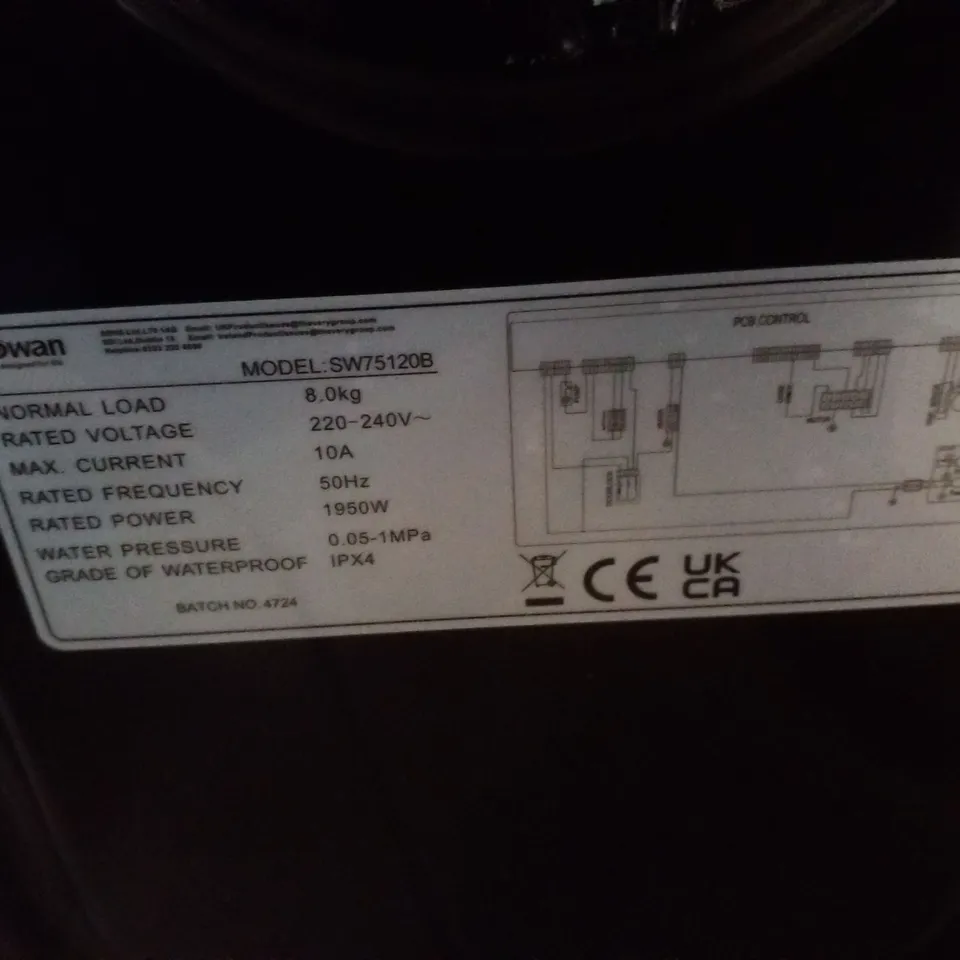 MODEL:SW75120B
NORMAL LOAD 8.0kg
RATED VOLTAGE 220-240V~
MAX. CURRENT 10A
RATED FREQUENCY 50Hz
RATED POWER 1950W
WATER PRESSURE 0.05-1MPa
GRADE OF WATERPROOF IPX4
BATCH NO. 4724
PCB CONTROL
CE
UK
CA